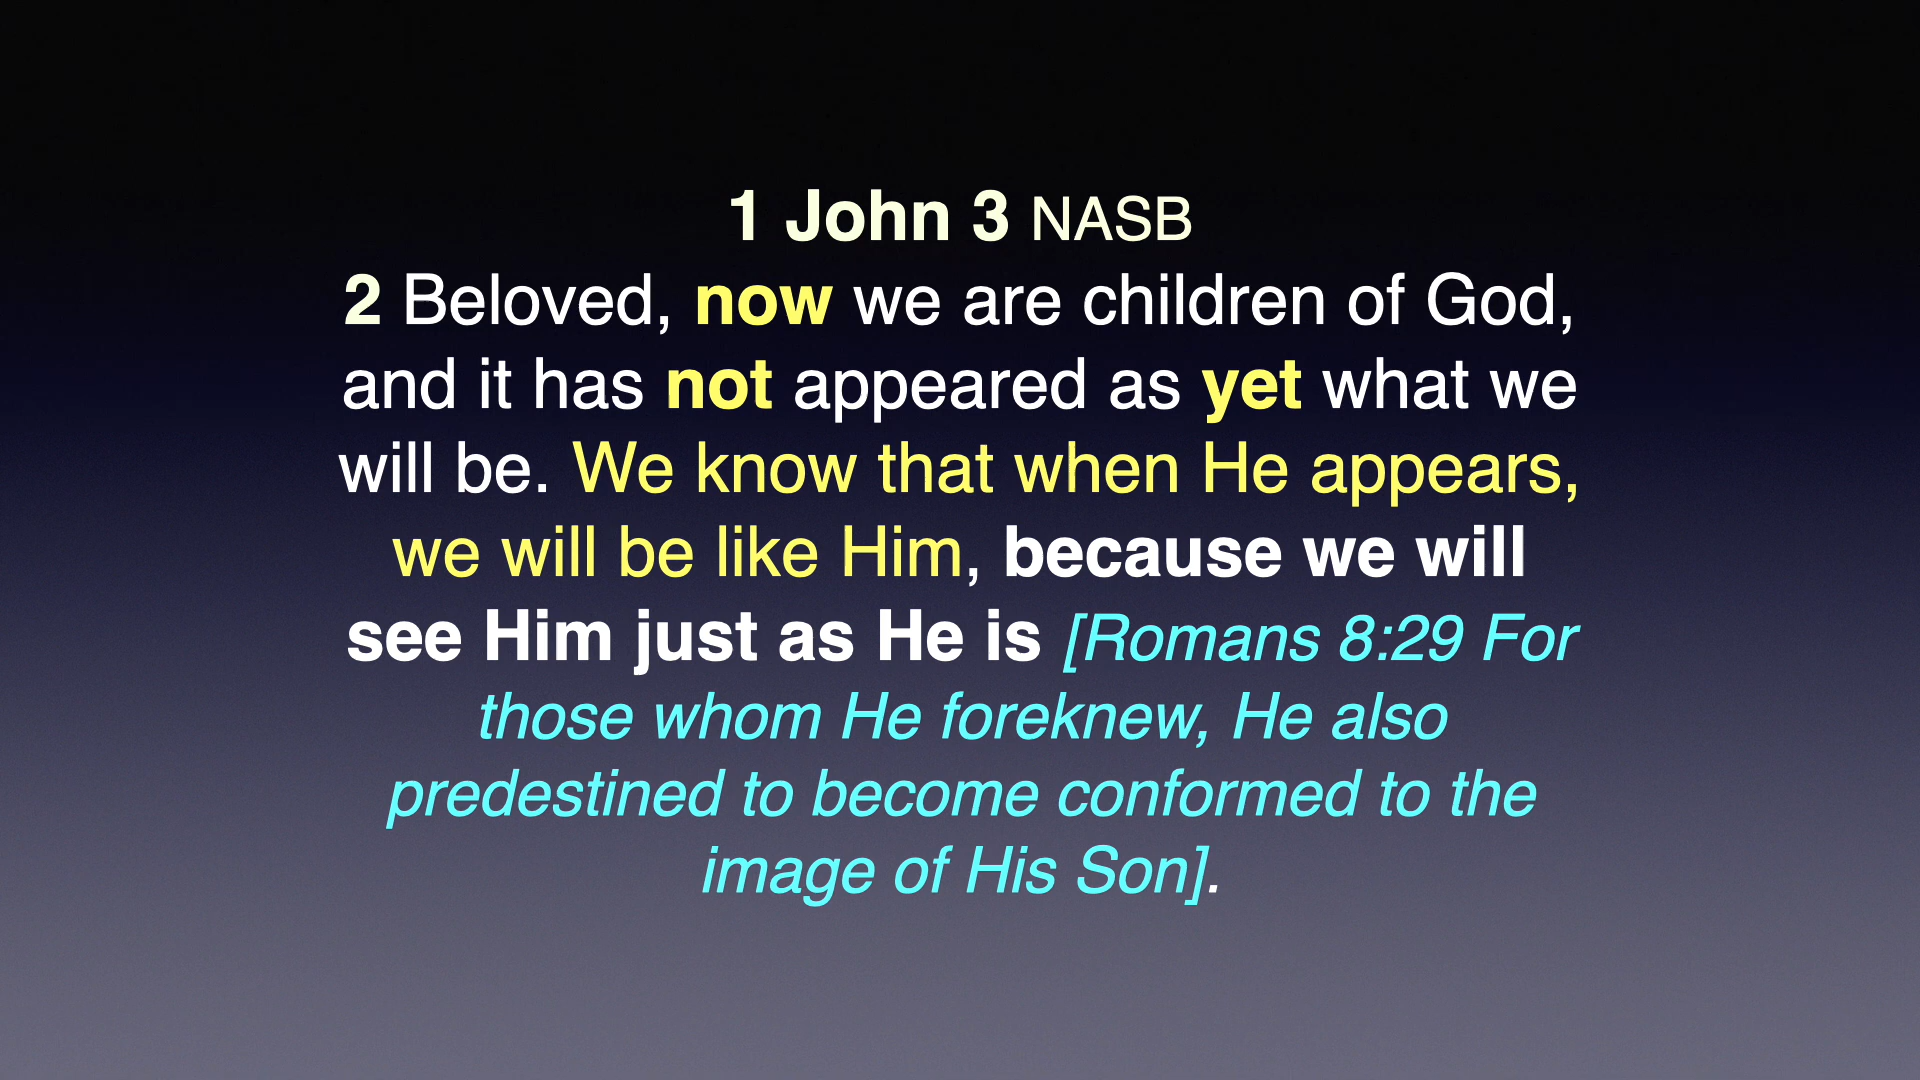 1 John 3 NASB
2 Beloved, now we are children of God,
and it has not appeared as yet what we
will be. We know that when He appears,
we will be like Him, because we will
see Him just as He is [Romans 8:29 For
those whom He foreknew, He also
predestined to become conformed to the
image of His Son].